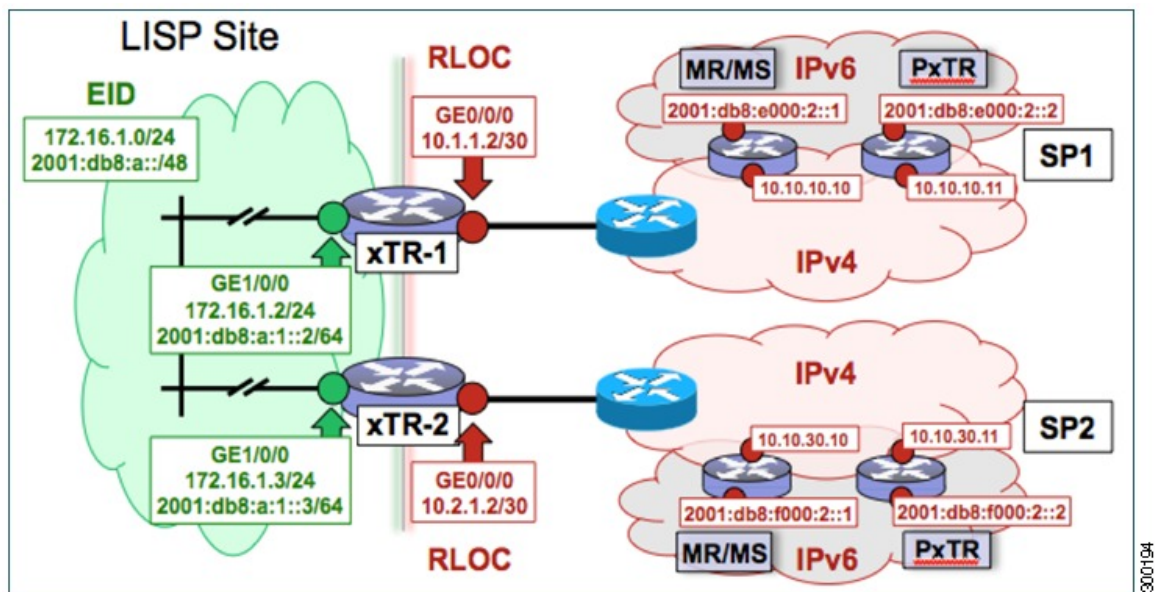 LISP Site
EID
172.16.1.0/24
2001:db8:a::/48
RLOC
GE0/0/0
10.1.1.2/30
xTR-1
GE1/0/0
172.16.1.2/24
2001:db8:a:1::2/64
xTR-2
GE1/0/0
172.16.1.3/24
2001:db8:a:1::3/64
GE0/0/0
10.2.1.2/30
RLOC
MR/MS
IPv6
PxTR
2001:db8:e000:2::1
2001:db8:e000:2::2
SP1
10.10.10.10
10.10.10.11
IPv4
IPv4
10.10.30.10
10.10.30.11
SP2
2001:db8:f000:2::1
2001:db8:f000:2::2
MR/MS
IPv6
PxTR
300194